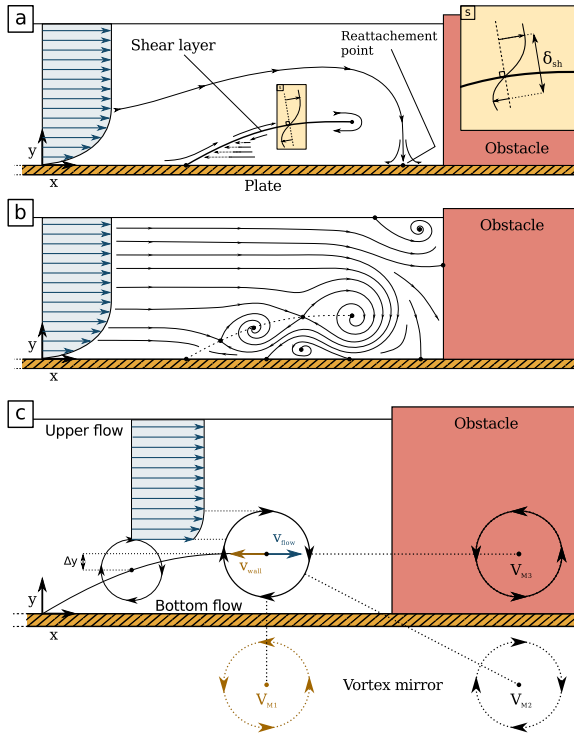 a
s
s
δsh
Shear layer
Reattachement
point
Obstacle
y
x
Plate
b
Obstacle
y
x
c
Upper flow
Obstacle
Vflow
Vwall
Δy
VM3
y
Bottom flow
x
Vortex mirror
VM1
VM2